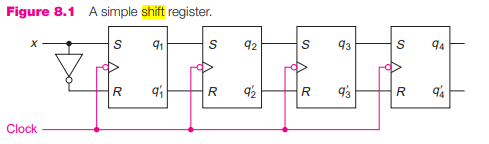 Figure 8.1 A simple shift register.
x S q1 S q2 S q3 S q4
R q′1 R q′2 R q′3 R q′4
Clock